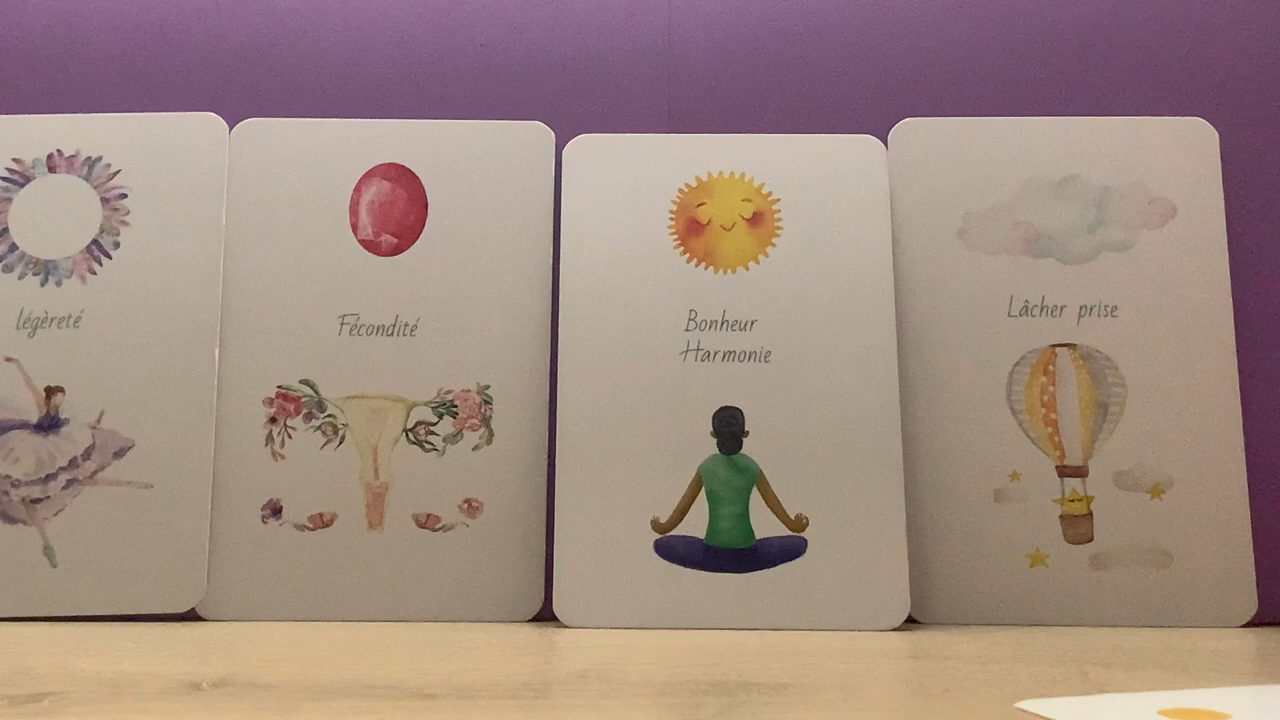 légèreté
Fécondité
Bonheur
Harmonie
Lâcher prise